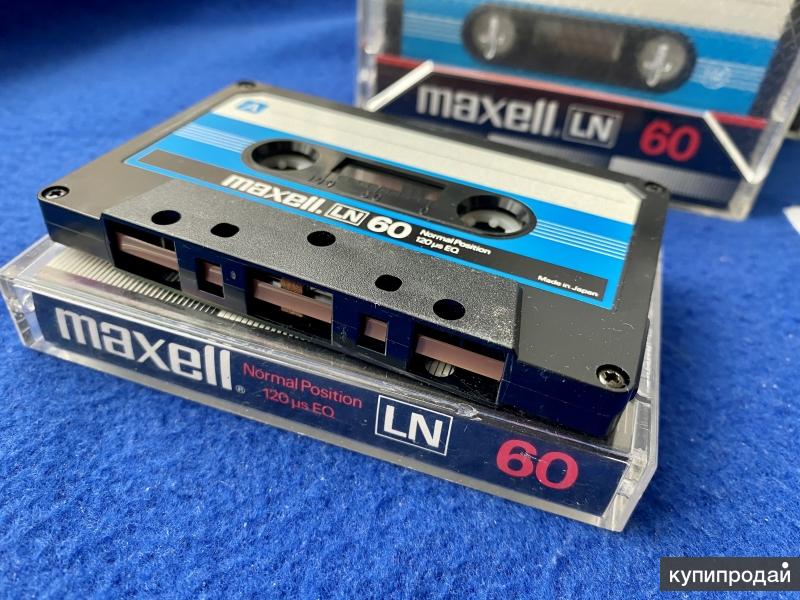 maxell LN 60
A
maxell. LN 60 Normal Position
120 µs EQ
Made in Japan
maxell® Normal Position
120 µs EQ
LN 60
купипродай